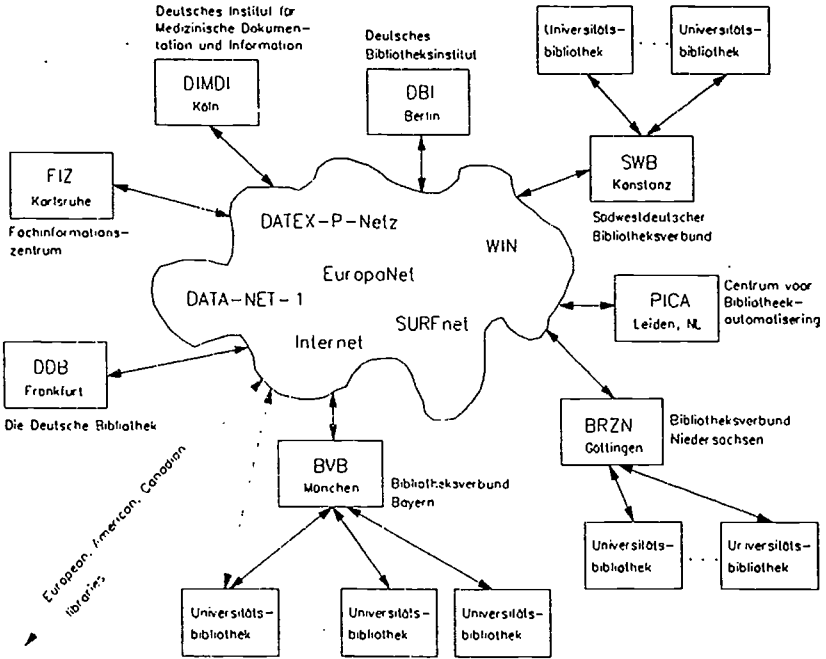 Deutsches Institut für
Medizinische Dokumen-
tation und Information
DIMDI
Köln
Deutsches
Bibliotheksinstitut
DBI
Berlin
Universitäts-
bibliothek
Universitäts-
bibliothek
SWB
Konstanz
Südwestdeutscher
Bibliotheksverbund
FIZ
Karlsruhe
Fachinformations-
zentrum
DATEX-P-Netz
WIN
EuropaNet
DATA-NET-1
SURFnet
Internet
PICA
Leiden, NL
Centrum voor
Bibliotheek-
automatisering
DDB
Frankfurt
Die Deutsche Bibliothek
BRZN
Göttingen
Bibliotheksverbund
Niedersachsen
BVB
München
Bibliotheksverbund
Bayern
European, American, Canadian
libraries
Universitäts-
bibliothek
Universitäts-
bibliothek
Universitäts-
bibliothek
Universitäts-
bibliothek
Universitäts-
bibliothek